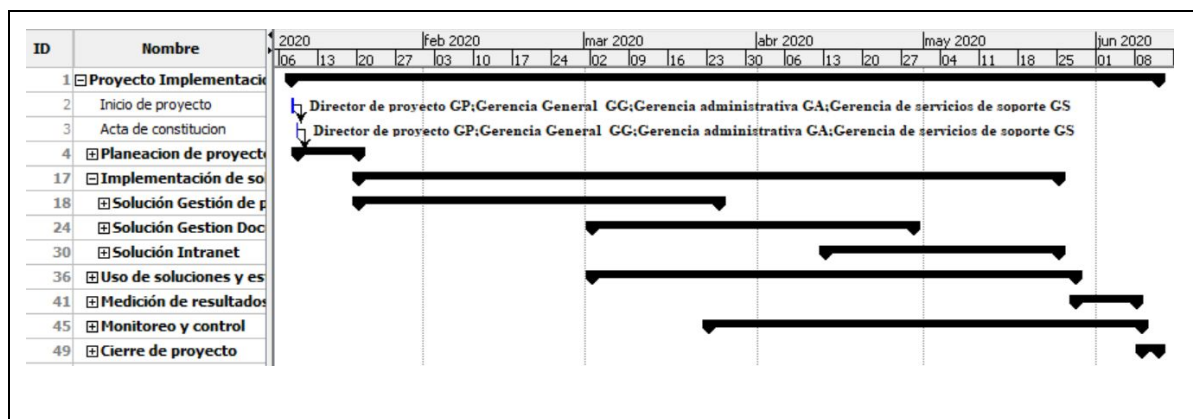 ID Nombre 2020 feb 2020 mar 2020 abr 2020 may 2020 jun 2020
06 13 20 27 03 10 17 24 02 09 16 23 30 06 13 20 27 04 11 18 25 01 08
1 Proyecto Implementacio
2 Inicio de proyecto Director de proyecto GP;Gerencia General GG;Gerencia administrativa GA;Gerencia de servicios de soporte GS
3 Acta de constitucion Director de proyecto GP;Gerencia General GG;Gerencia administrativa GA;Gerencia de servicios de soporte GS
4 Planeacion de proyecto
17 Implementación de so
18 Solución Gestión de p
24 Solución Gestion Doc
30 Solución Intranet
36 Uso de soluciones y es
41 Medición de resultados
45 Monitoreo y control
49 Cierre de proyecto